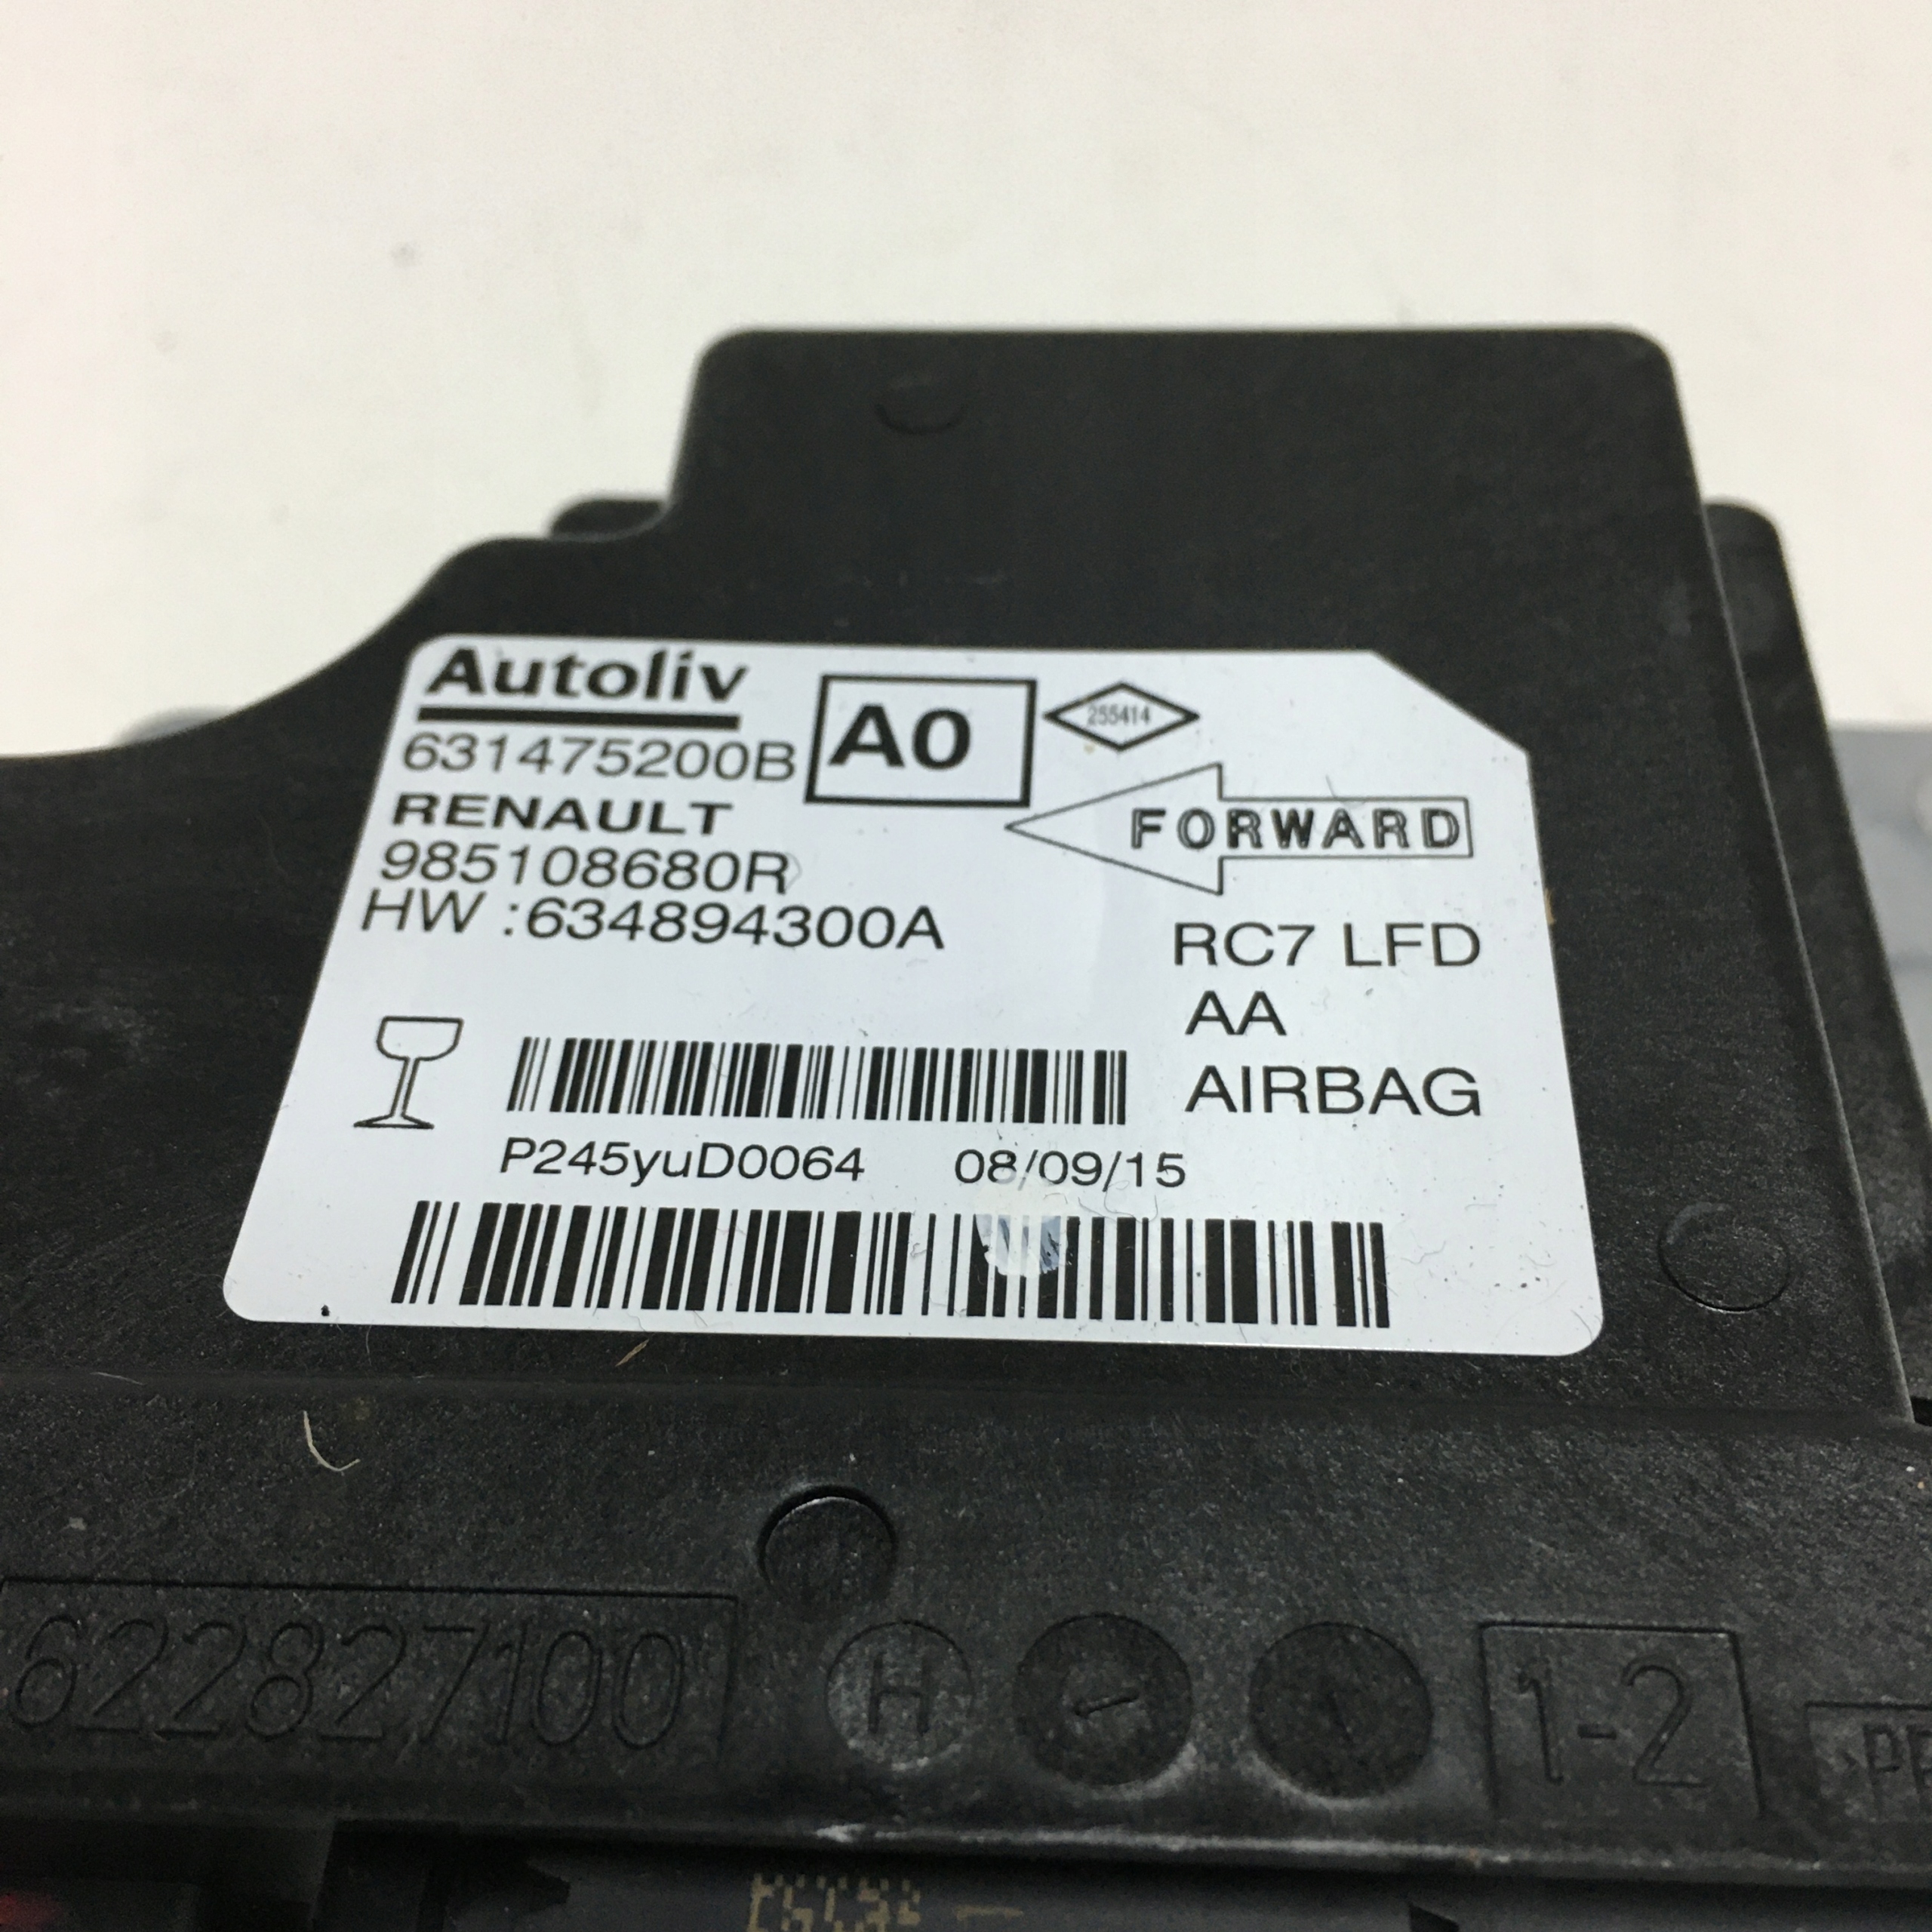 Autoliv
631475200B
A0
255414
RENAULT
985108680R
HW :634894300A
FORWARD
RC7 LFD
AA
AIRBAG
P245yuD0064 08/09/15
622827100
H
1-2